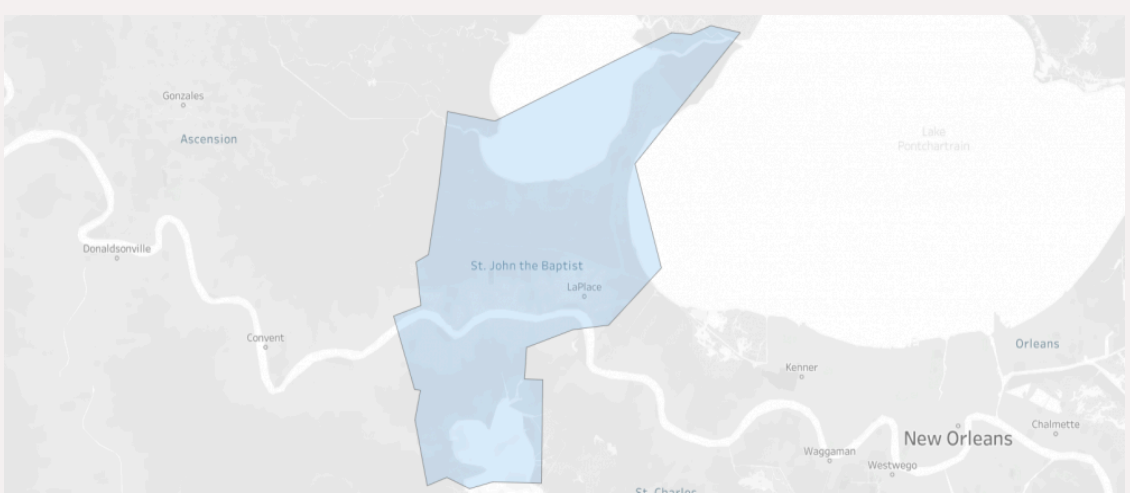 Gonzales
Ascension
Lake
Pontchartrain
Donaldsonville
St. John the Baptist
LaPlace
Convent
Orleans
Kenner
Chalmette
New Orleans
Waggaman
Westwego
St. Charles